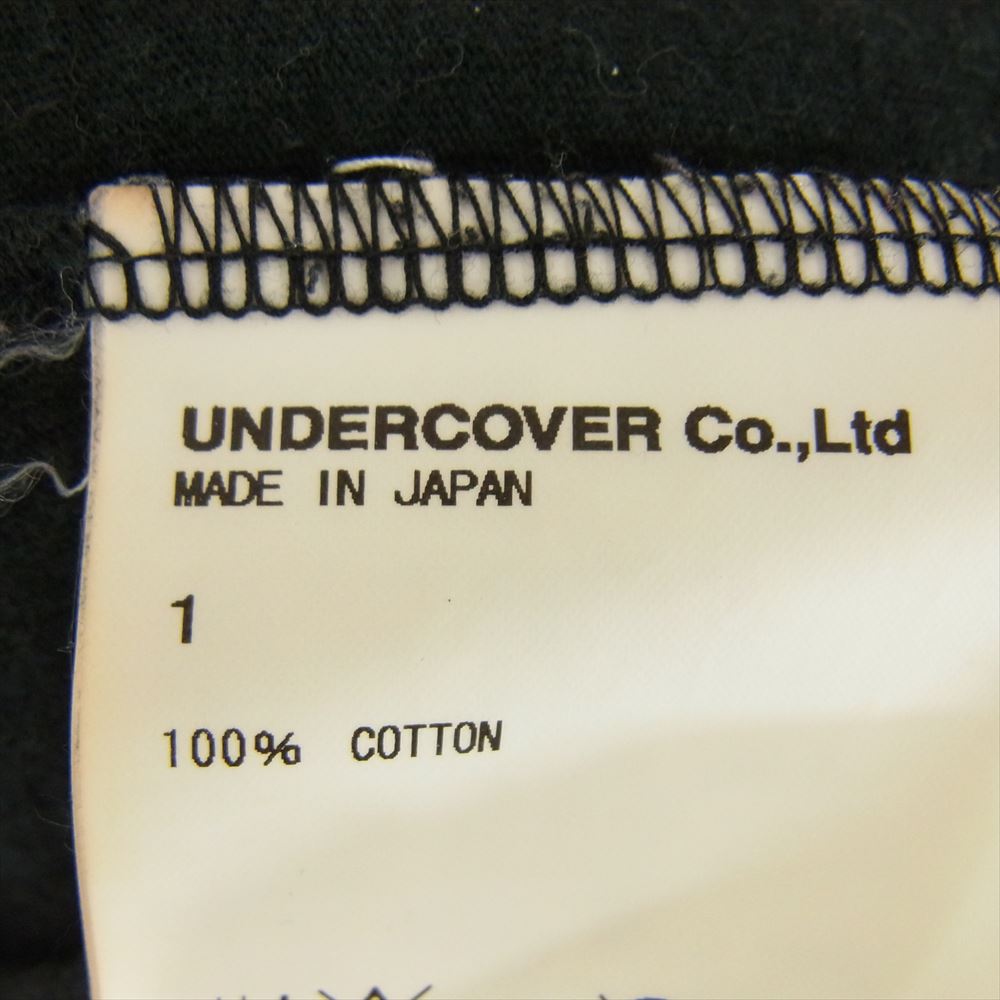 UNDERCOVER Co.,Ltd
MADE IN JAPAN
1
100% COTTON